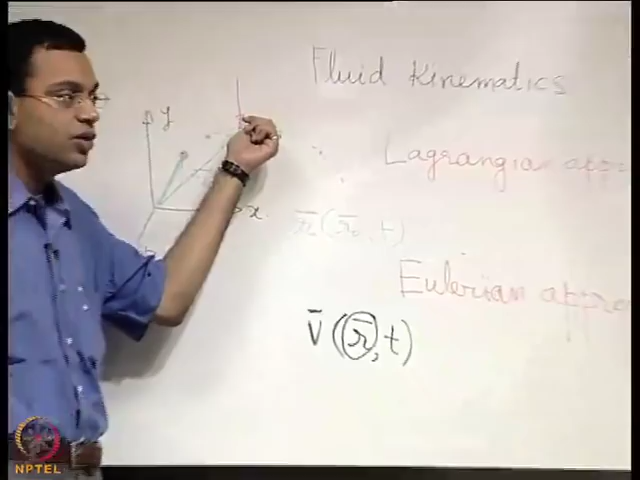 Fluid Kinematics
y
Lagrangian
x
r̄(r̄₀, t)
Eulerian
v̄(r̄, t)
NPTEL